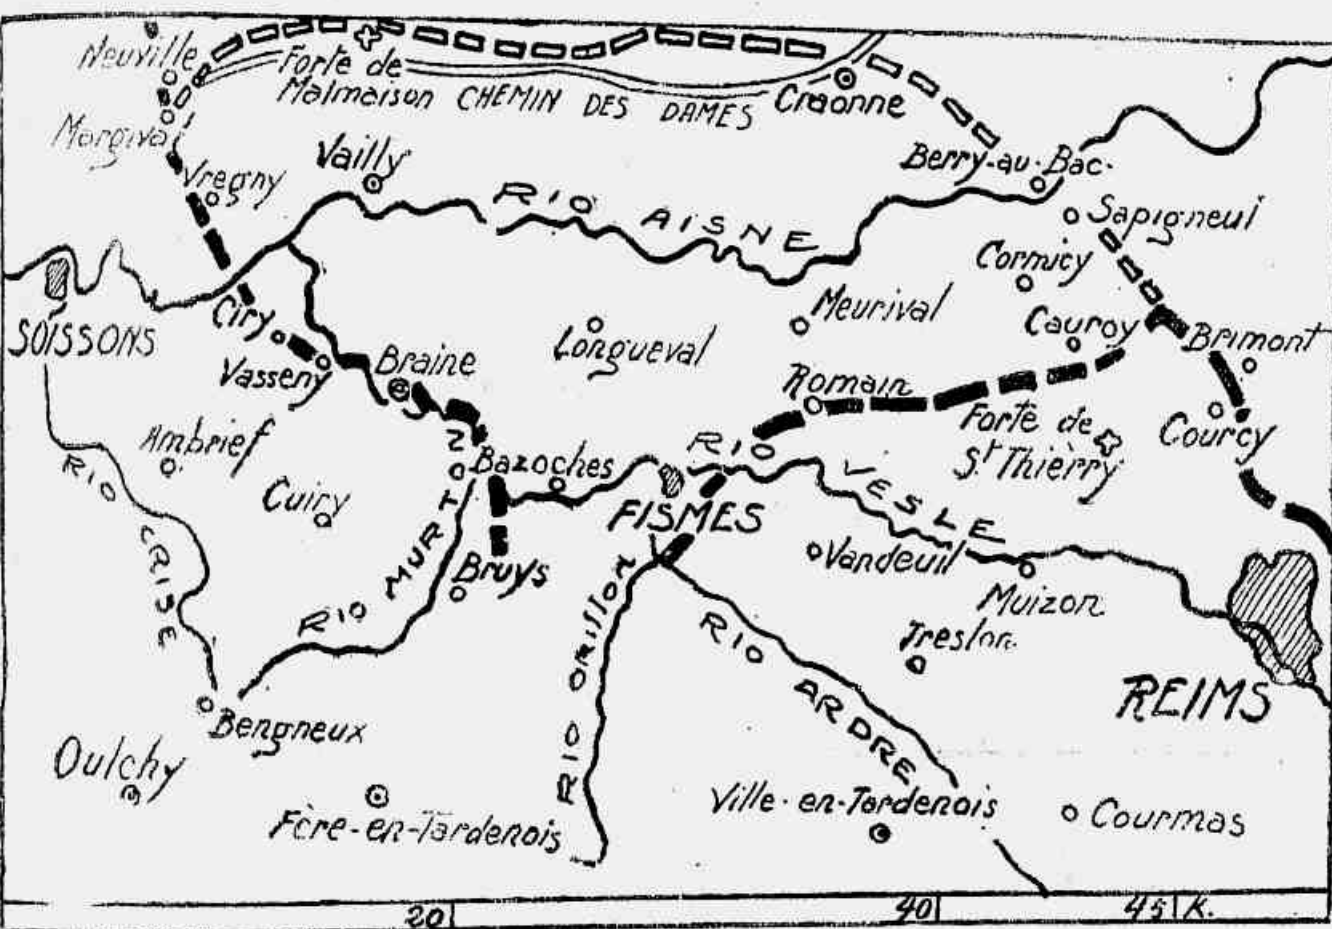 Neuville
Forte de
Malmaison
CHEMIN DES DAMES
Craonne
Margival
Vregny
Vailly
Berry-au-Bac
RIO AISNE
Sapigneul
Cormicy
SOISSONS
Ciry
Vasseny
Braine
Longueval
Meurival
Cauroy
Brimont
Romain
Forte de
St Thièrry
Courcy
Ambrief
Cuiry
RIO CRISE
Bazoches
FISMES
RIO VESLE
Vandeuil
Muizon
Treslon
RIO MURTON
Bruys
RIO ORILLON
RIO ARDRE
REIMS
Bengneux
Oulchy
Fère-en-Tardenois
Ville-en-Tardenois
Courmas
20
40
45 K.